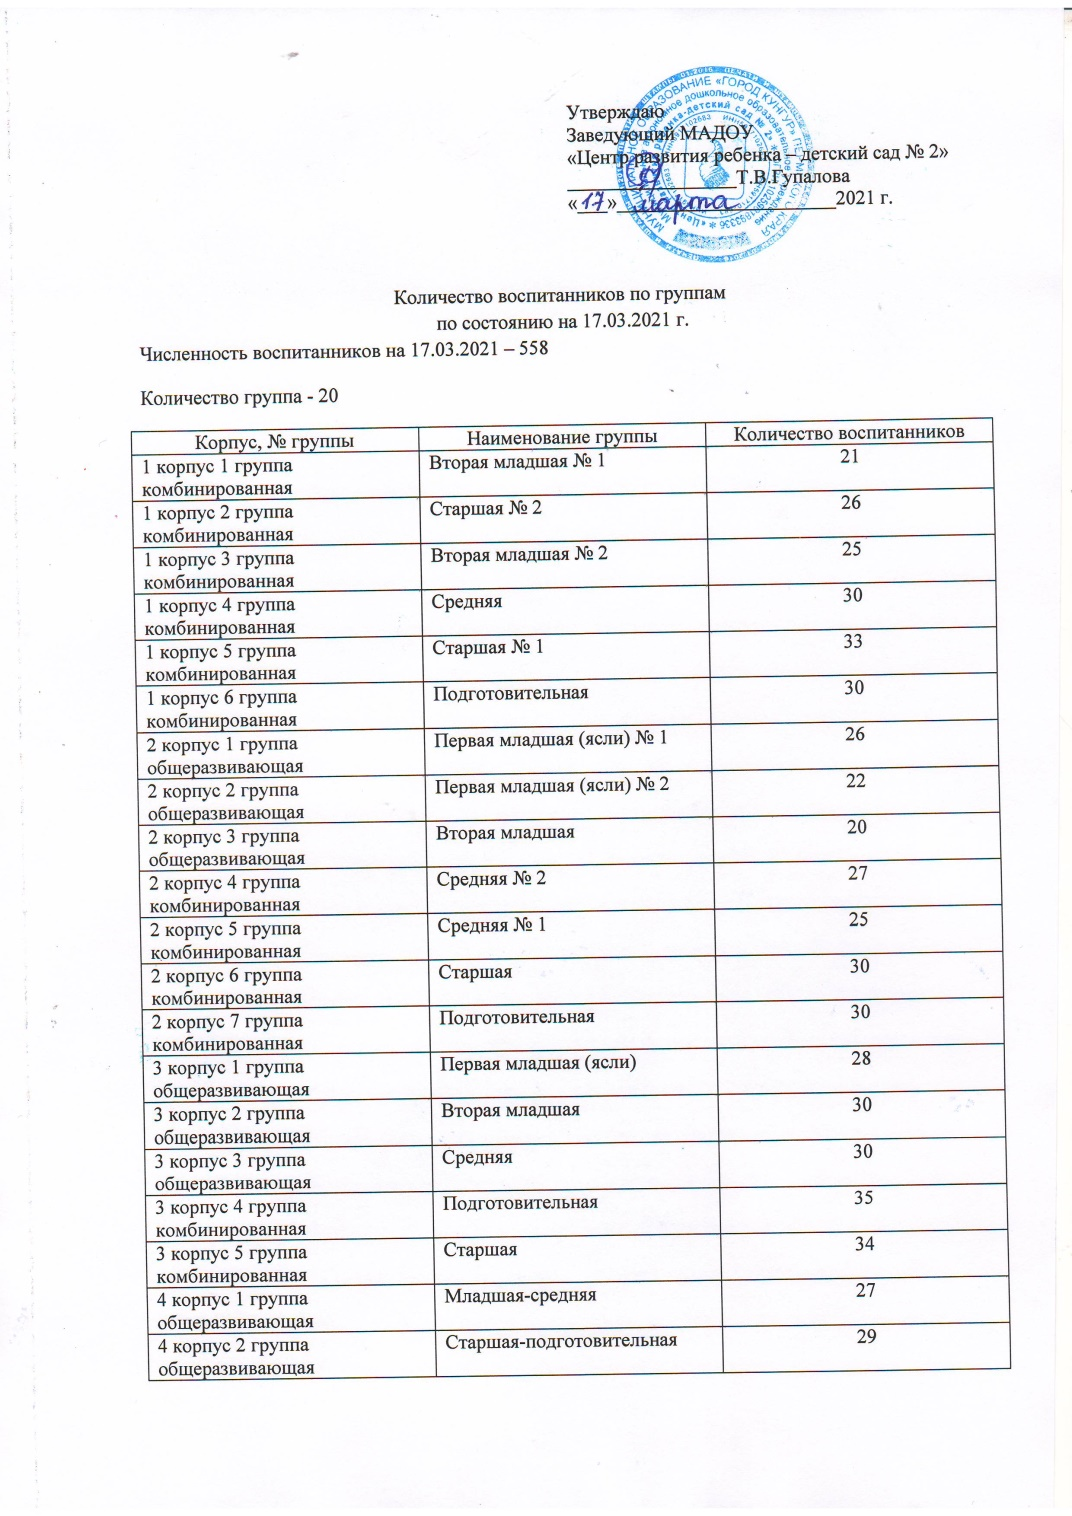 Утверждаю
Заведующий МАДОУ
«Центр развития ребенка – детский сад № 2»
Т.В.Гупалова
«17» марта 2021 г.
Количество воспитанников по группам
по состоянию на 17.03.2021 г.
Численность воспитанников на 17.03.2021 – 558
Количество группа - 20
Корпус, № группы Наименование группы Количество воспитанников
1 корпус 1 группа Вторая младшая № 1 21
комбинированная
1 корпус 2 группа Старшая № 2 26
комбинированная
1 корпус 3 группа Вторая младшая № 2 25
комбинированная
1 корпус 4 группа Средняя 30
комбинированная
1 корпус 5 группа Старшая № 1 33
комбинированная
1 корпус 6 группа Подготовительная 30
комбинированная
2 корпус 1 группа Первая младшая (ясли) № 1 26
общеразвивающая
2 корпус 2 группа Первая младшая (ясли) № 2 22
общеразвивающая
2 корпус 3 группа Вторая младшая 20
общеразвивающая
2 корпус 4 группа Средняя № 2 27
комбинированная
2 корпус 5 группа Средняя № 1 25
комбинированная
2 корпус 6 группа Старшая 30
комбинированная
2 корпус 7 группа Подготовительная 30
комбинированная
3 корпус 1 группа Первая младшая (ясли) 28
общеразвивающая
3 корпус 2 группа Вторая младшая 30
общеразвивающая
3 корпус 3 группа Средняя 30
общеразвивающая
3 корпус 4 группа Подготовительная 35
комбинированная
3 корпус 5 группа Старшая 34
комбинированная
4 корпус 1 группа Младшая-средняя 27
общеразвивающая
4 корпус 2 группа Старшая-подготовительная 29
общеразвивающая